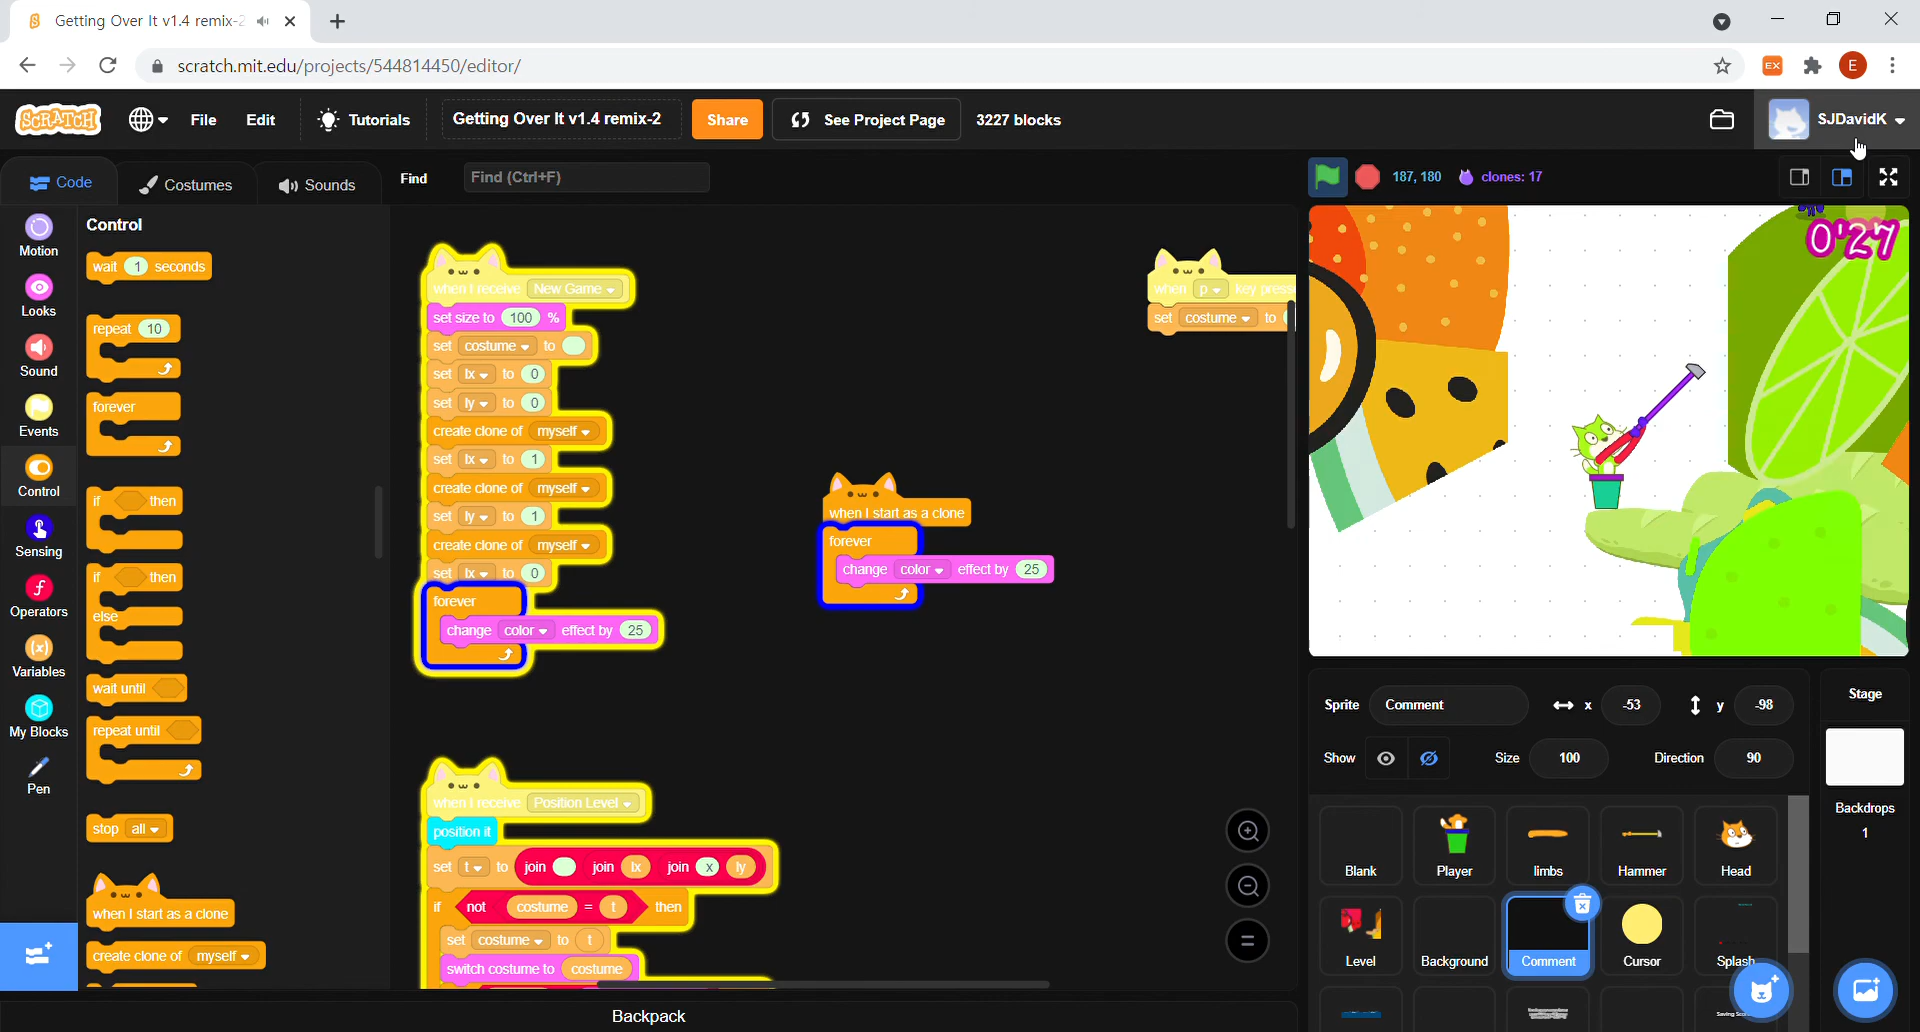 Getting Over It v1.4 remix-2
scratch.mit.edu/projects/544814450/editor/
EX
E
SCRATCH
File
Edit
Tutorials
Getting Over It v1.4 remix-2
Share
See Project Page
3227 blocks
SJDavidK
Code
Costumes
Sounds
Find
Find (Ctrl+F)
187, 180
clones: 17
Motion
Looks
Sound
Events
Control
Sensing
Operators
Variables
My Blocks
Pen
Control
wait 1 seconds
repeat 10
forever
if then
if then
else
wait until
repeat until
stop all
when I start as a clone
create clone of myself
when I receive New Game
set size to 100 %
set costume to
set lx to 0
set ly to 0
create clone of myself
set lx to 1
create clone of myself
set ly to 1
create clone of myself
set lx to 0
forever
change color effect by 25
when I receive Position Level
position it
set t to join join lx join x ly
if not costume = t then
set costume to t
switch costume to costume
when I start as a clone
forever
change color effect by 25
when p key press
set costume to
0'27
Sprite Comment x -53 y -98
Show Size 100 Direction 90
Blank
Player
limbs
Hammer
Head
Level
Background
Comment
Cursor
Splash
Saving Sco
Stage
Backdrops
1
Backpack